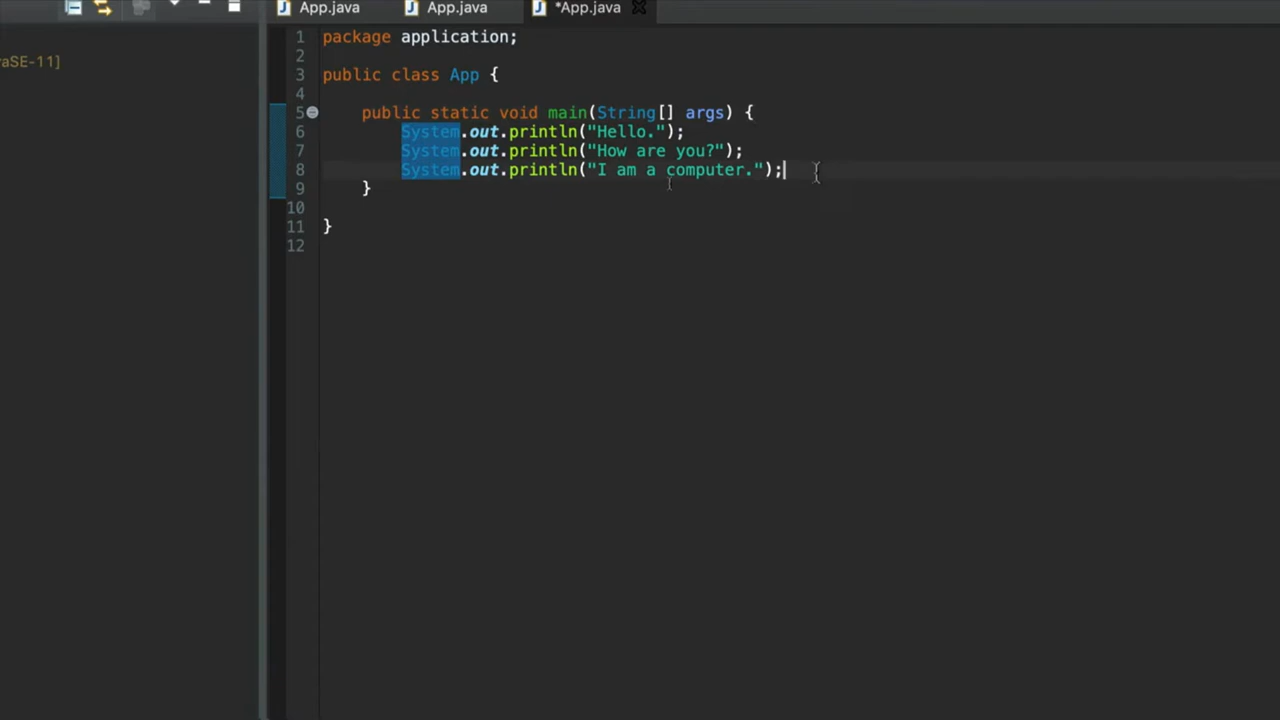 App.java App.java *App.java
raSE-11]
1 package application;
2
3 public class App {
4
5 public static void main(String[] args) {
6 System.out.println("Hello.");
7 System.out.println("How are you?");
8 System.out.println("I am a computer.");
9 }
10
11 }
12